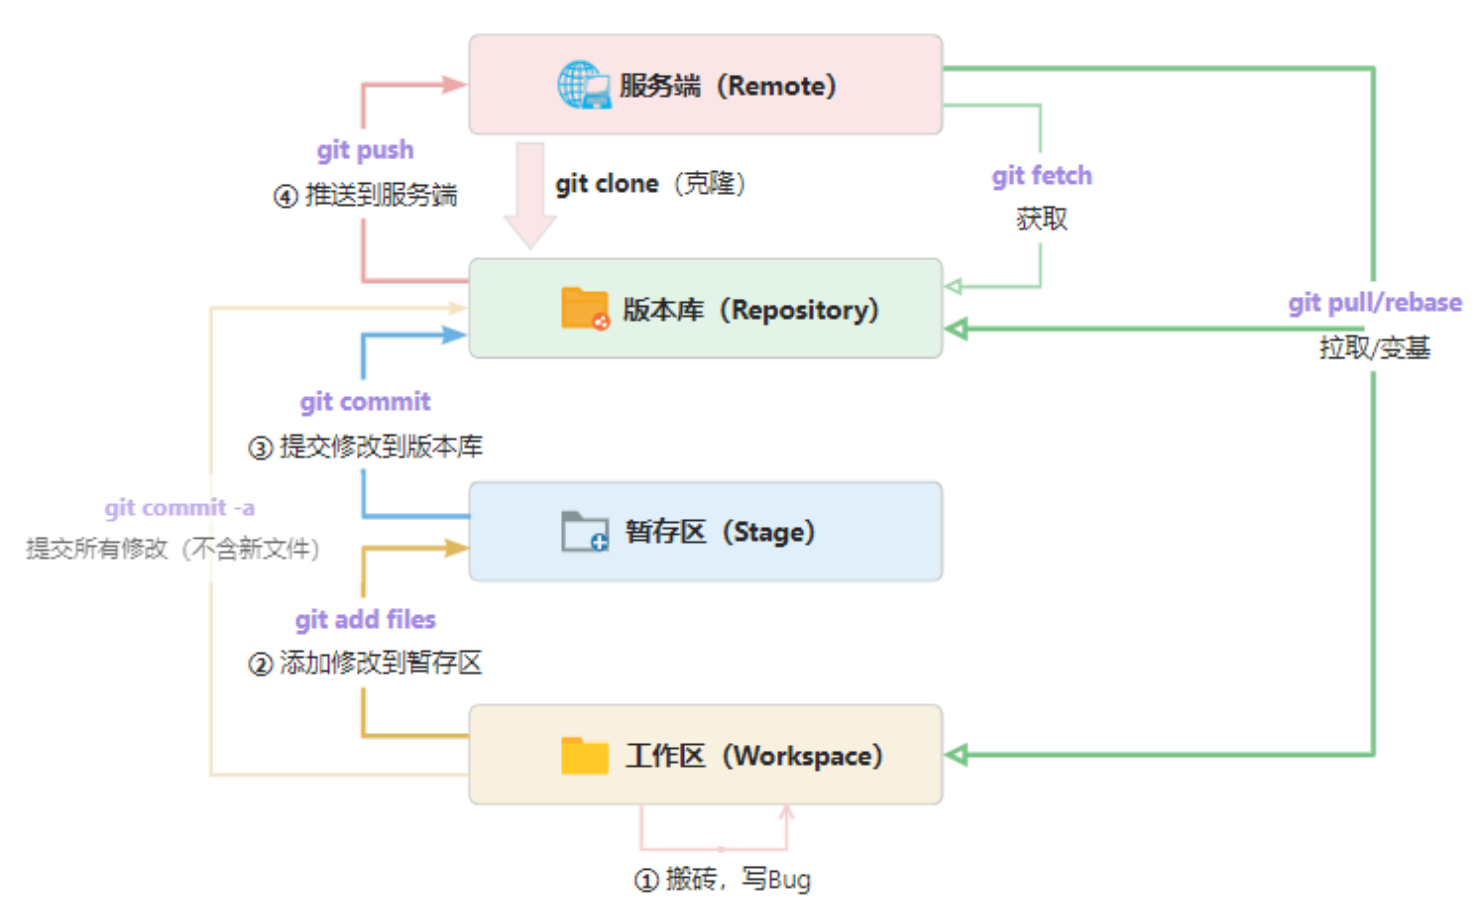 服务端（Remote）
git push
④ 推送到服务端
git clone（克隆）
git fetch
获取
版本库（Repository）
git pull/rebase
拉取/变基
git commit
③ 提交修改到版本库
git commit -a
提交所有修改（不含新文件）
暂存区（Stage）
git add files
② 添加修改到暂存区
工作区（Workspace）
① 搬砖，写Bug